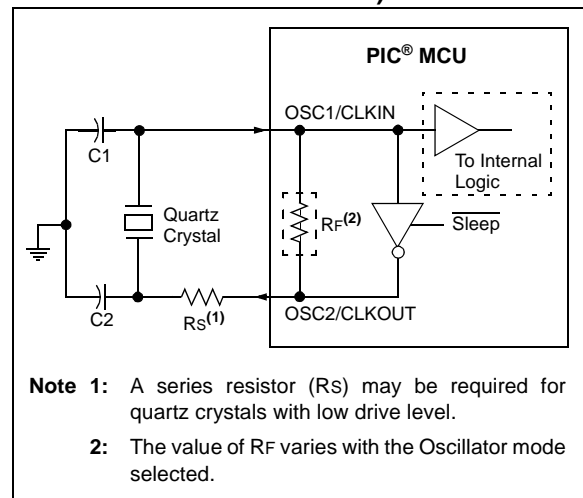 PIC® MCU
OSC1/CLKIN
C1
To Internal
Logic
Quartz
Crystal
RF(2)
Sleep
C2
RS(1)
OSC2/CLKOUT
Note 1: A series resistor (RS) may be required for
quartz crystals with low drive level.
2: The value of RF varies with the Oscillator mode
selected.